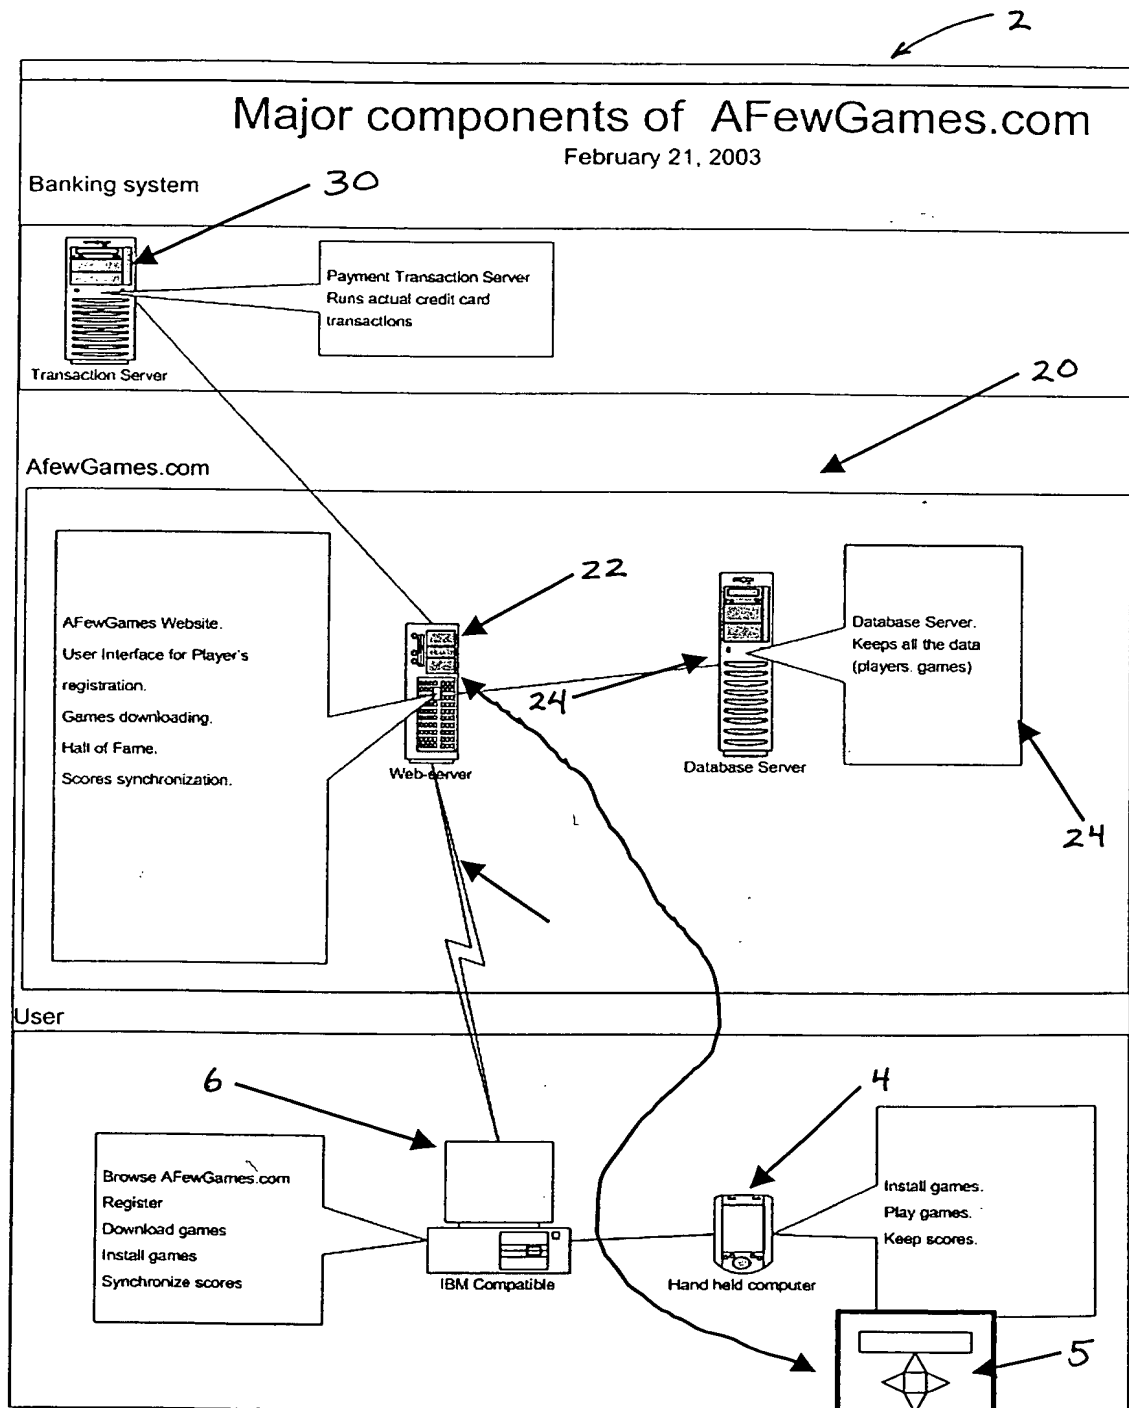 2
Major components of AFewGames.com
February 21, 2003
Banking system
30
Payment Transaction Server
Runs actual credit card
transactions
Transaction Server
20
AfewGames.com
22
AFewGames Website.
User Interface for Player's
registration.
Games downloading.
Hall of Fame.
Scores synchronization.
24
Database Server.
Keeps all the data
(players. games)
Web-server
Database Server
24
User
6
4
Browse AFewGames.com
Register
Download games
Install games
Synchronize scores
Install games.
Play games.
Keep scores.
IBM Compatible
Hand held computer
5